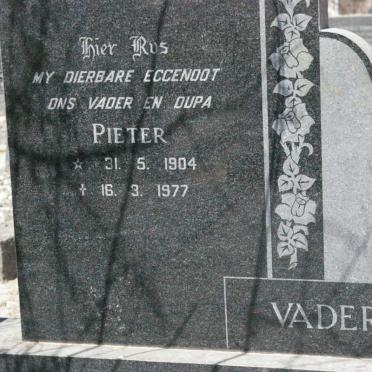 Hier Rus
MY DIERBARE EGGENOOT
ONS VADER EN OUPA
PIETER
☆ 31. 5. 1904
† 16. 3. 1977
VADER